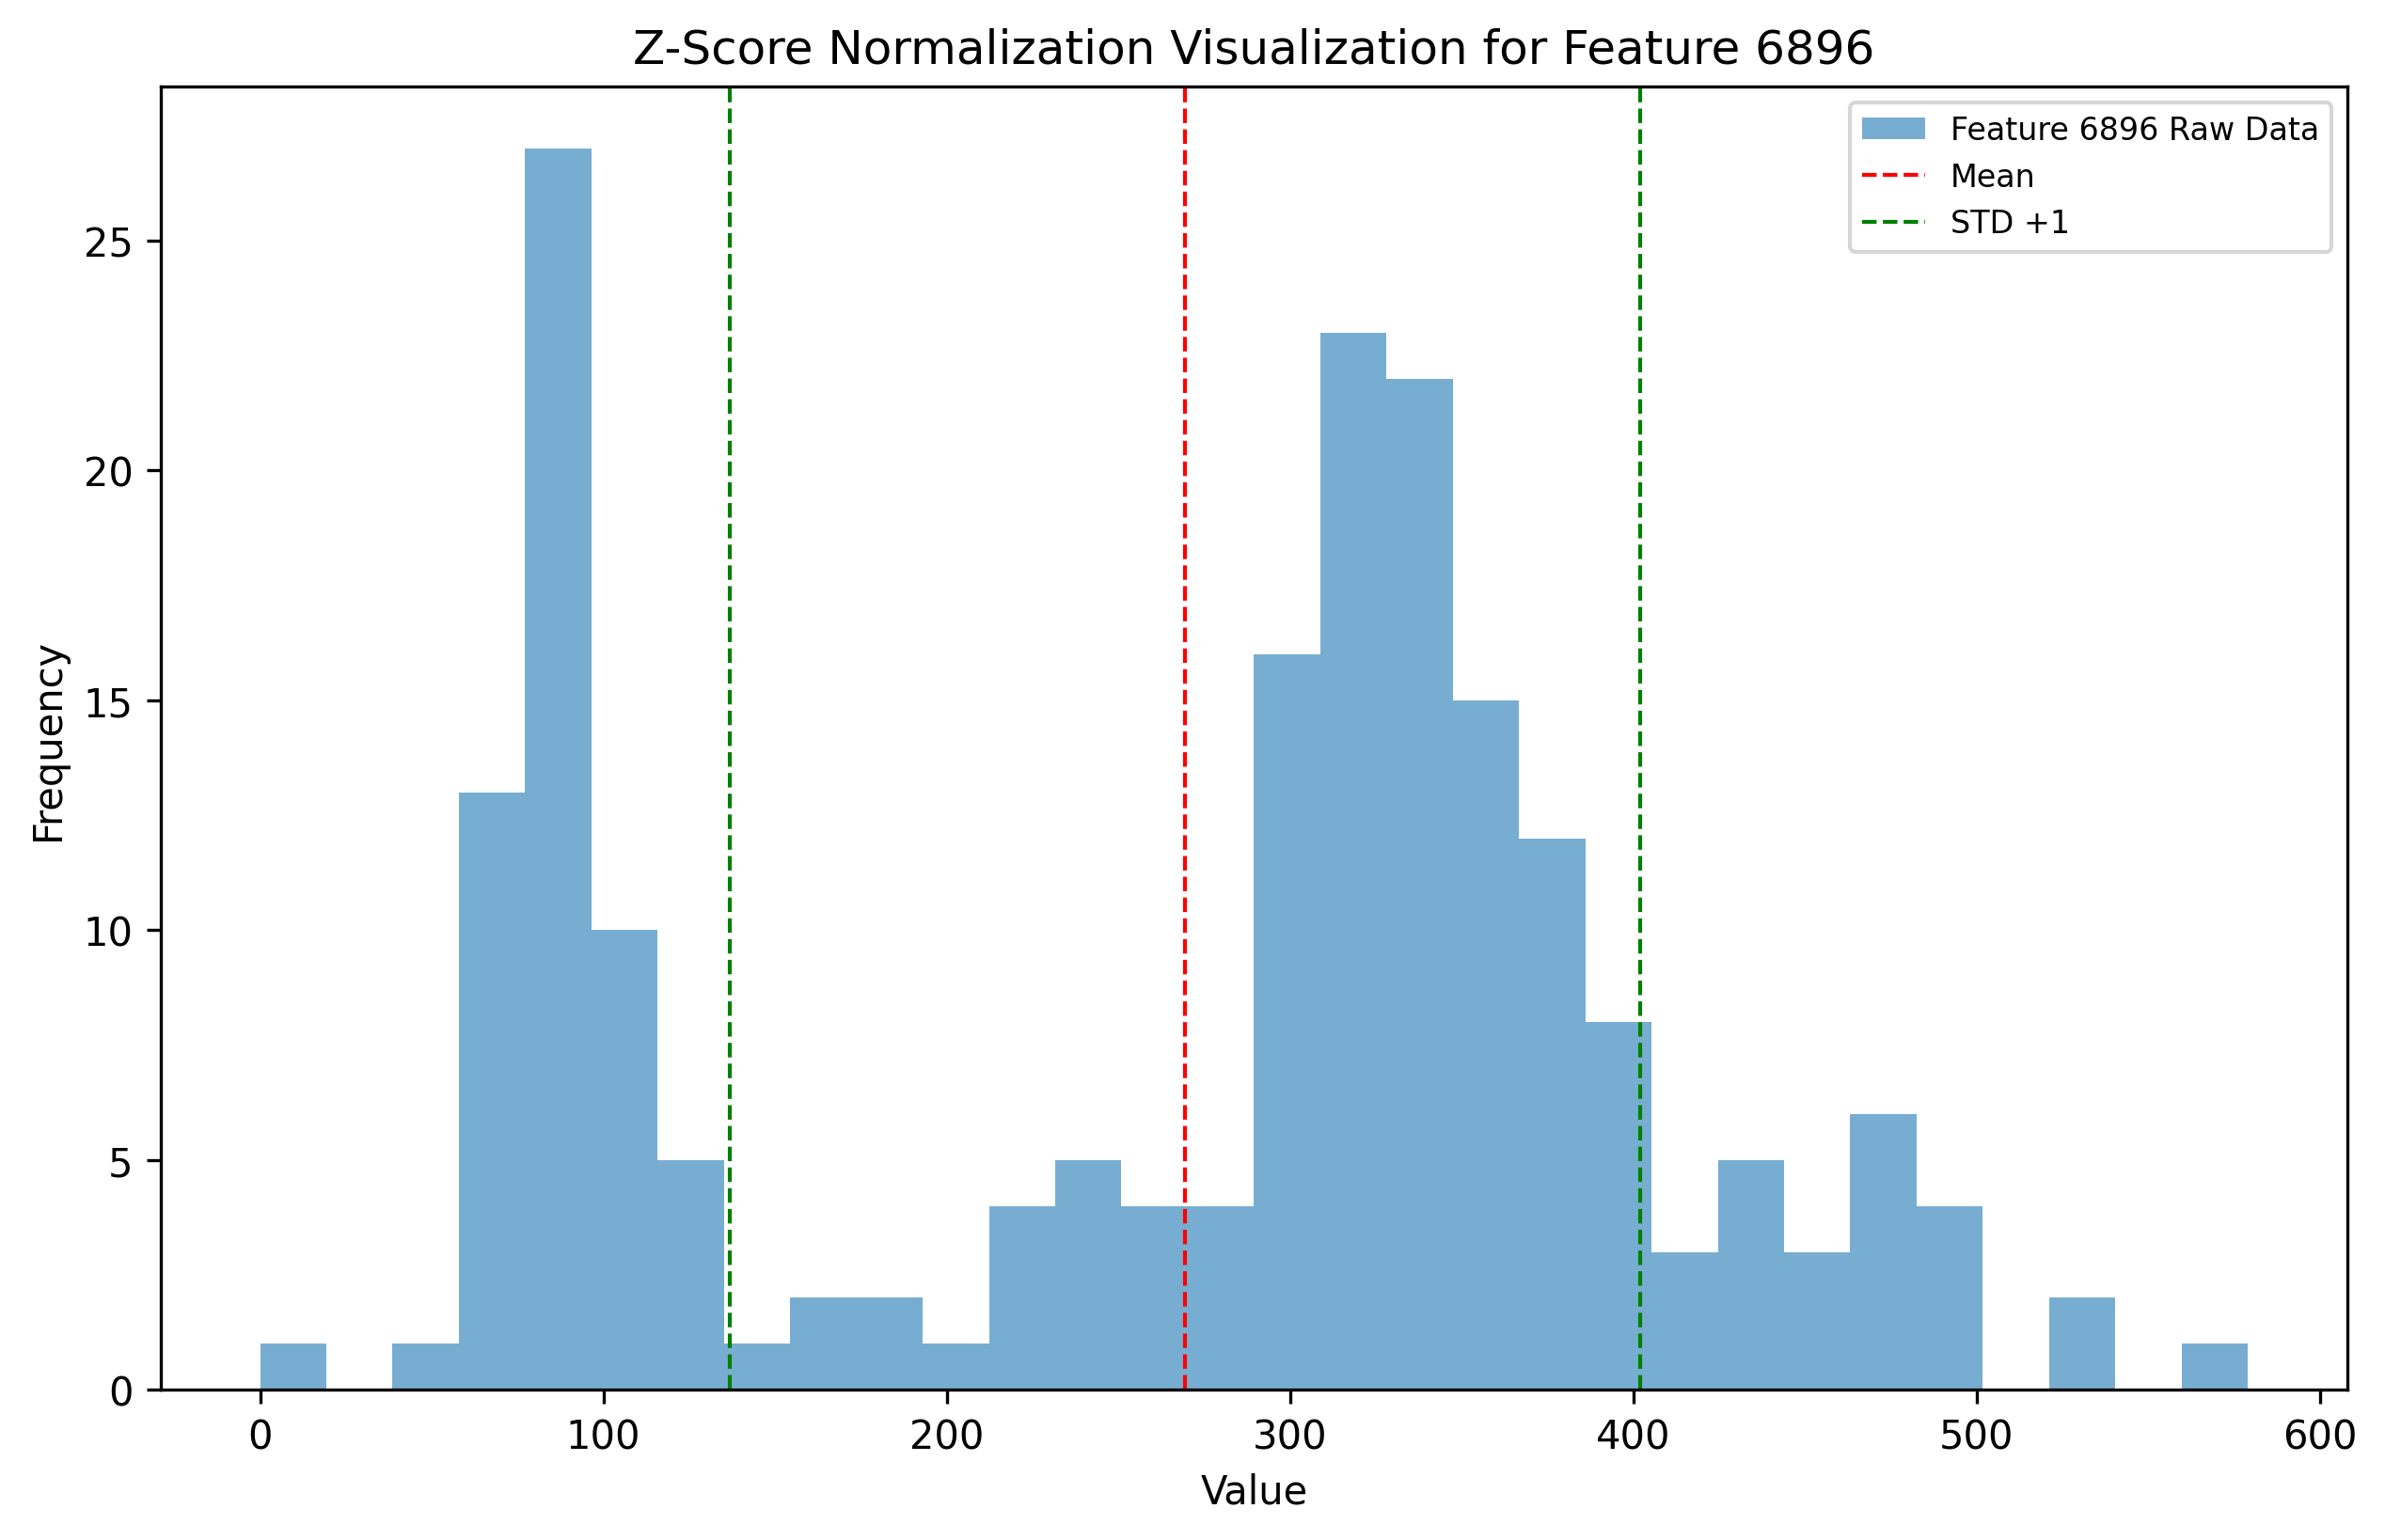 Z-Score Normalization Visualization for Feature 6896
Feature 6896 Raw Data
Mean
STD +1
Frequency
25
20
15
10
5
0
0 100 200 300 400 500 600
Value